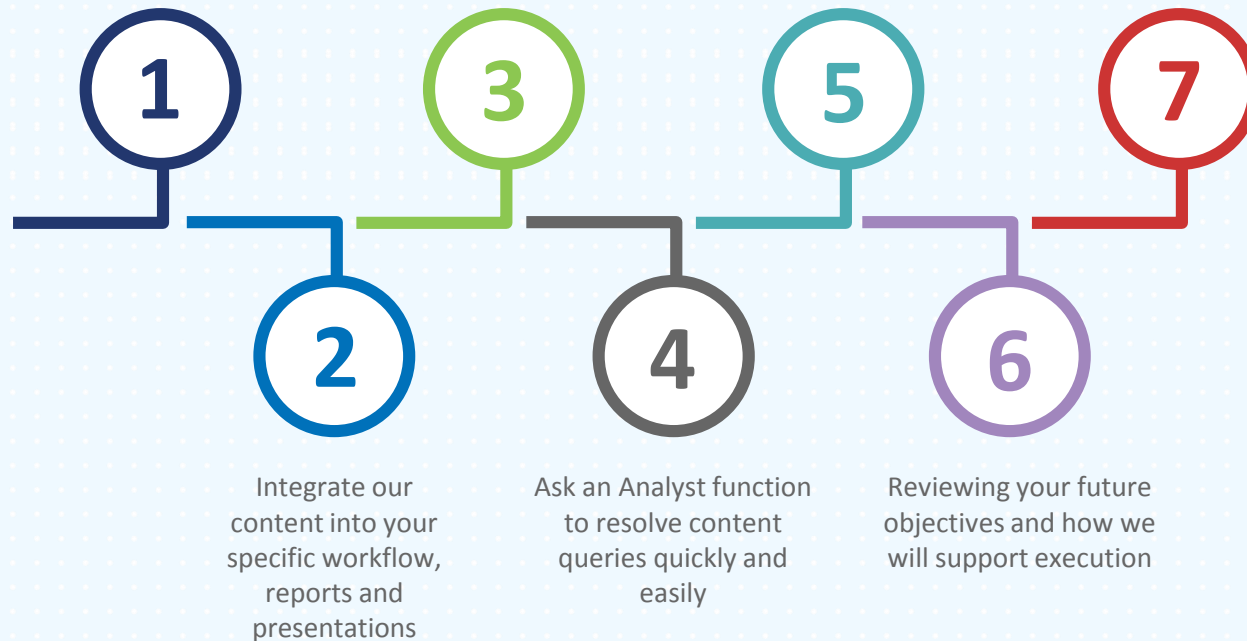 1
3
5
7
2
4
6
Integrate our
content into your
specific workflow,
reports and
presentations
Ask an Analyst function
to resolve content
queries quickly and
easily
Reviewing your future
objectives and how we
will support execution